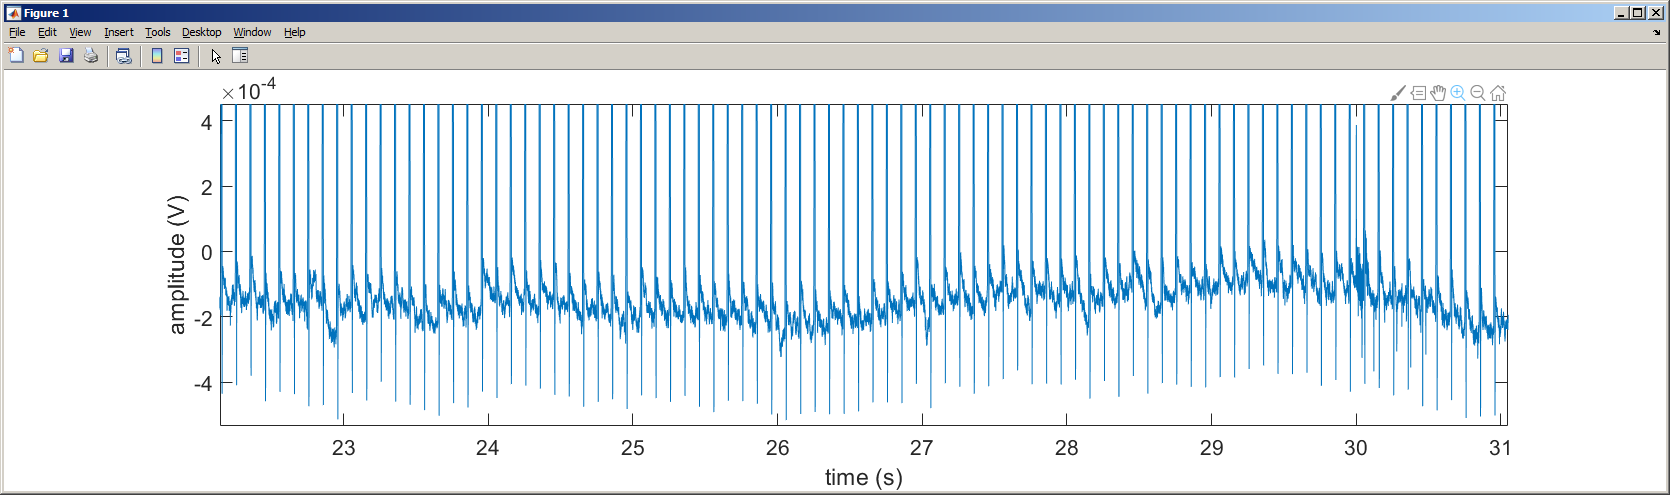 Figure 1
File Edit View Insert Tools Desktop Window Help
×10-4
4
2
0
-2
-4
amplitude (V)
23 24 25 26 27 28 29 30 31
time (s)